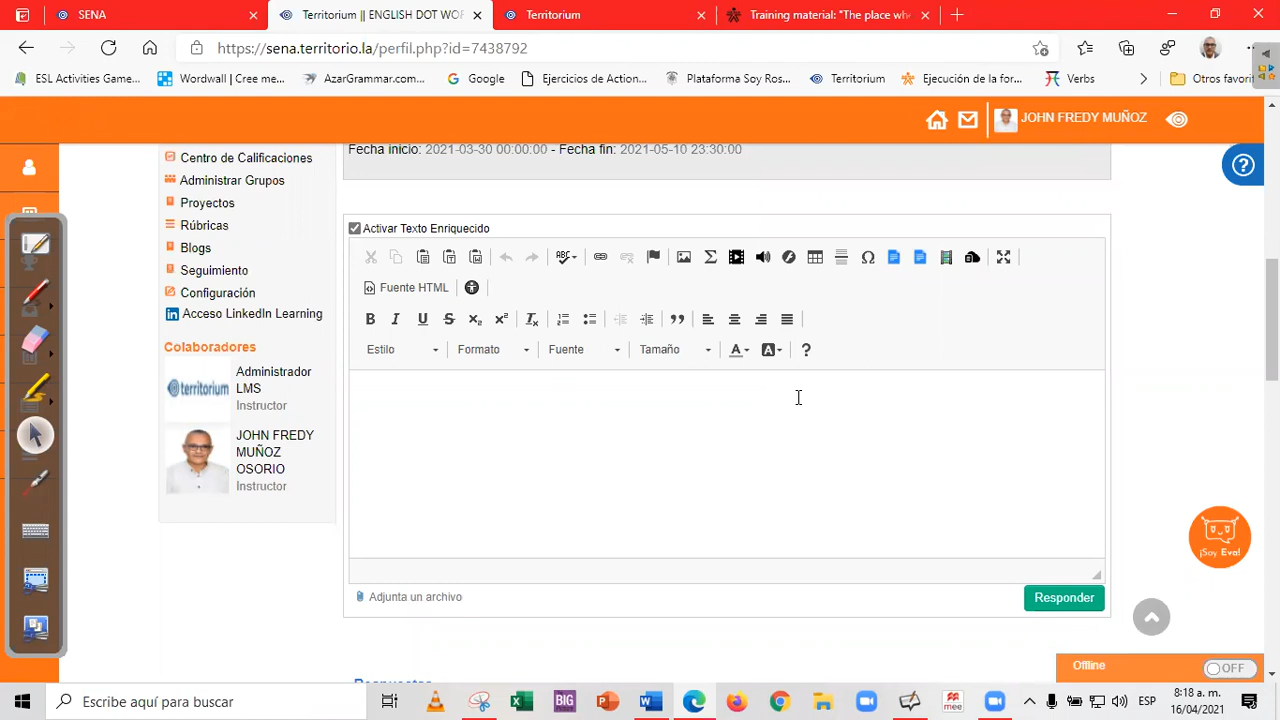 SENA
Territorium || ENGLISH DOT WOR
Territorium
Training material: "The place whe
https://sena.territorio.la/perfil.php?id=7438792
ESL Activities Game...
Wordwall | Cree me...
AzarGrammar.com...
Google
Ejercicios de Action...
Plataforma Soy Ros...
Territorium
Ejecución de la for...
Verbs
Otros favorit
JOHN FREDY MUÑOZ
Fecha inicio: 2021-03-30 00:00:00 - Fecha fin: 2021-05-10 23:30:00
Centro de Calificaciones
Administrar Grupos
Proyectos
Rúbricas
Blogs
Seguimiento
Configuración
Acceso LinkedIn Learning
Colaboradores
territorium
Administrador
LMS
Instructor
JOHN FREDY
MUÑOZ
OSORIO
Instructor
Activar Texto Enriquecido
Fuente HTML
Estilo
Formato
Fuente
Tamaño
Adjunta un archivo
Responder
¡Soy Eva!
Offline
OFF
Respuestas
Escribe aquí para buscar
BIG
mee
ESP
8:18 a. m.
16/04/2021